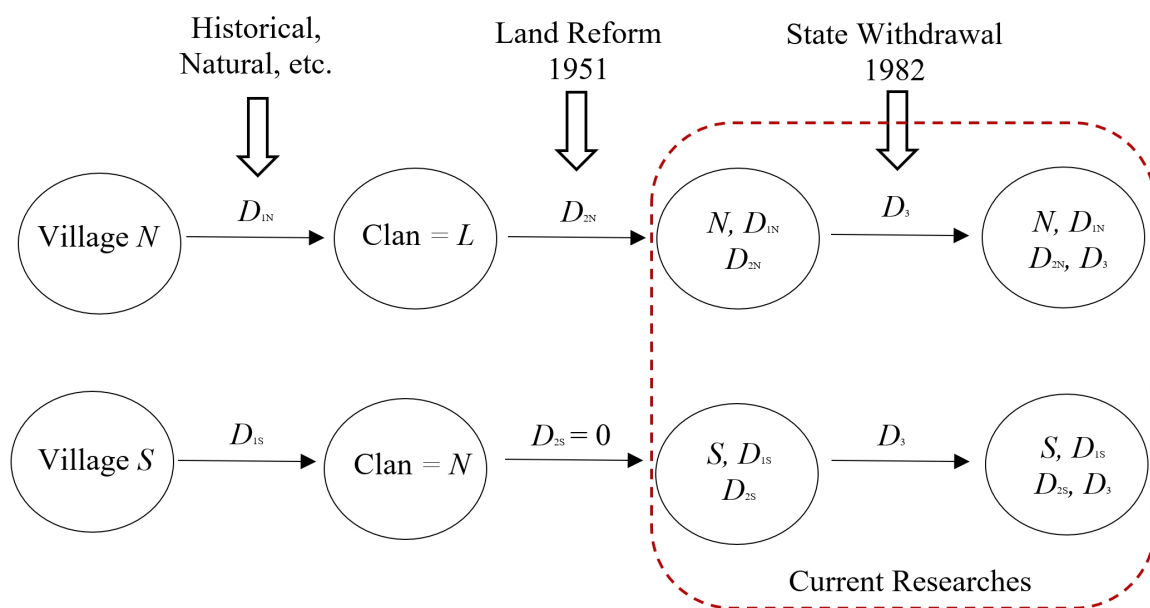 Historical,
Natural, etc.
Land Reform
1951
State Withdrawal
1982
Village N
D1N
Clan = L
D2N
N, D1N
D2N
D3
N, D1N
D2N, D3
Village S
D1S
Clan = N
D2S = 0
S, D1S
D2S
D3
S, D1S
D2S, D3
Current Researches